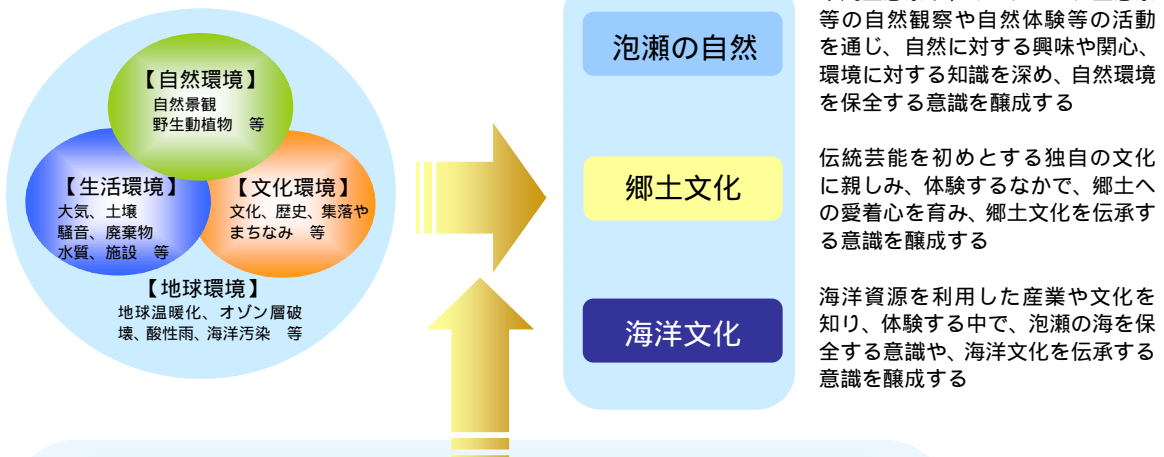 【自然環境】
自然景観
野生動植物　等
【生活環境】
大気、土壌
騒音、廃棄物
水質、施設　等
【文化環境】
文化、歴史、集落や
まちなみ　等
【地球環境】
地球温暖化、オゾン層破
壊、酸性雨、海洋汚染　等
泡瀬の自然
等の自然観察や自然体験等の活動
を通じ、自然に対する興味や関心、
環境に対する知識を深め、自然環境
を保全する意識を醸成する
郷土文化
伝統芸能を初めとする独自の文化
に親しみ、体験するなかで、郷土へ
の愛着心を育み、郷土文化を伝承す
る意識を醸成する
海洋文化
海洋資源を利用した産業や文化を
知り、体験する中で、泡瀬の海を保
全する意識や、海洋文化を伝承する
意識を醸成する